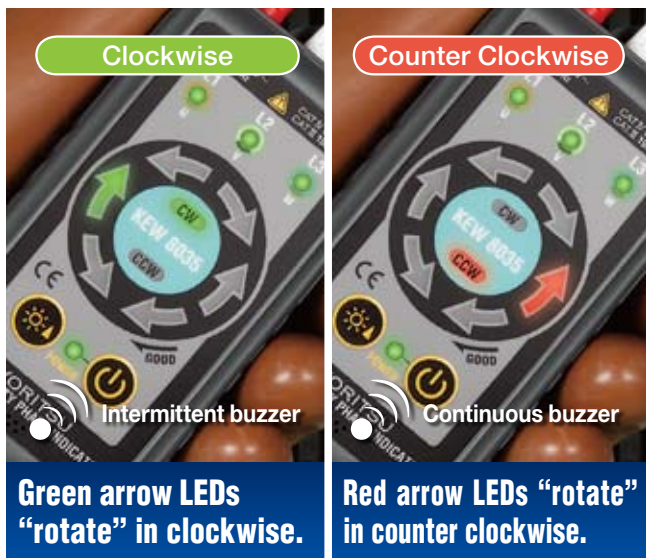 Clockwise
L1
U
L2
V
L3
W
CW
KEW 8035
CCW
CE
GOOD
POWER
Intermittent buzzer
Green arrow LEDs
“rotate” in clockwise.
Counter Clockwise
L1
U
L2
V
L3
W
CW
KEW 8035
CCW
CE
GOOD
POWER
Continuous buzzer
Red arrow LEDs “rotate”
in counter clockwise.